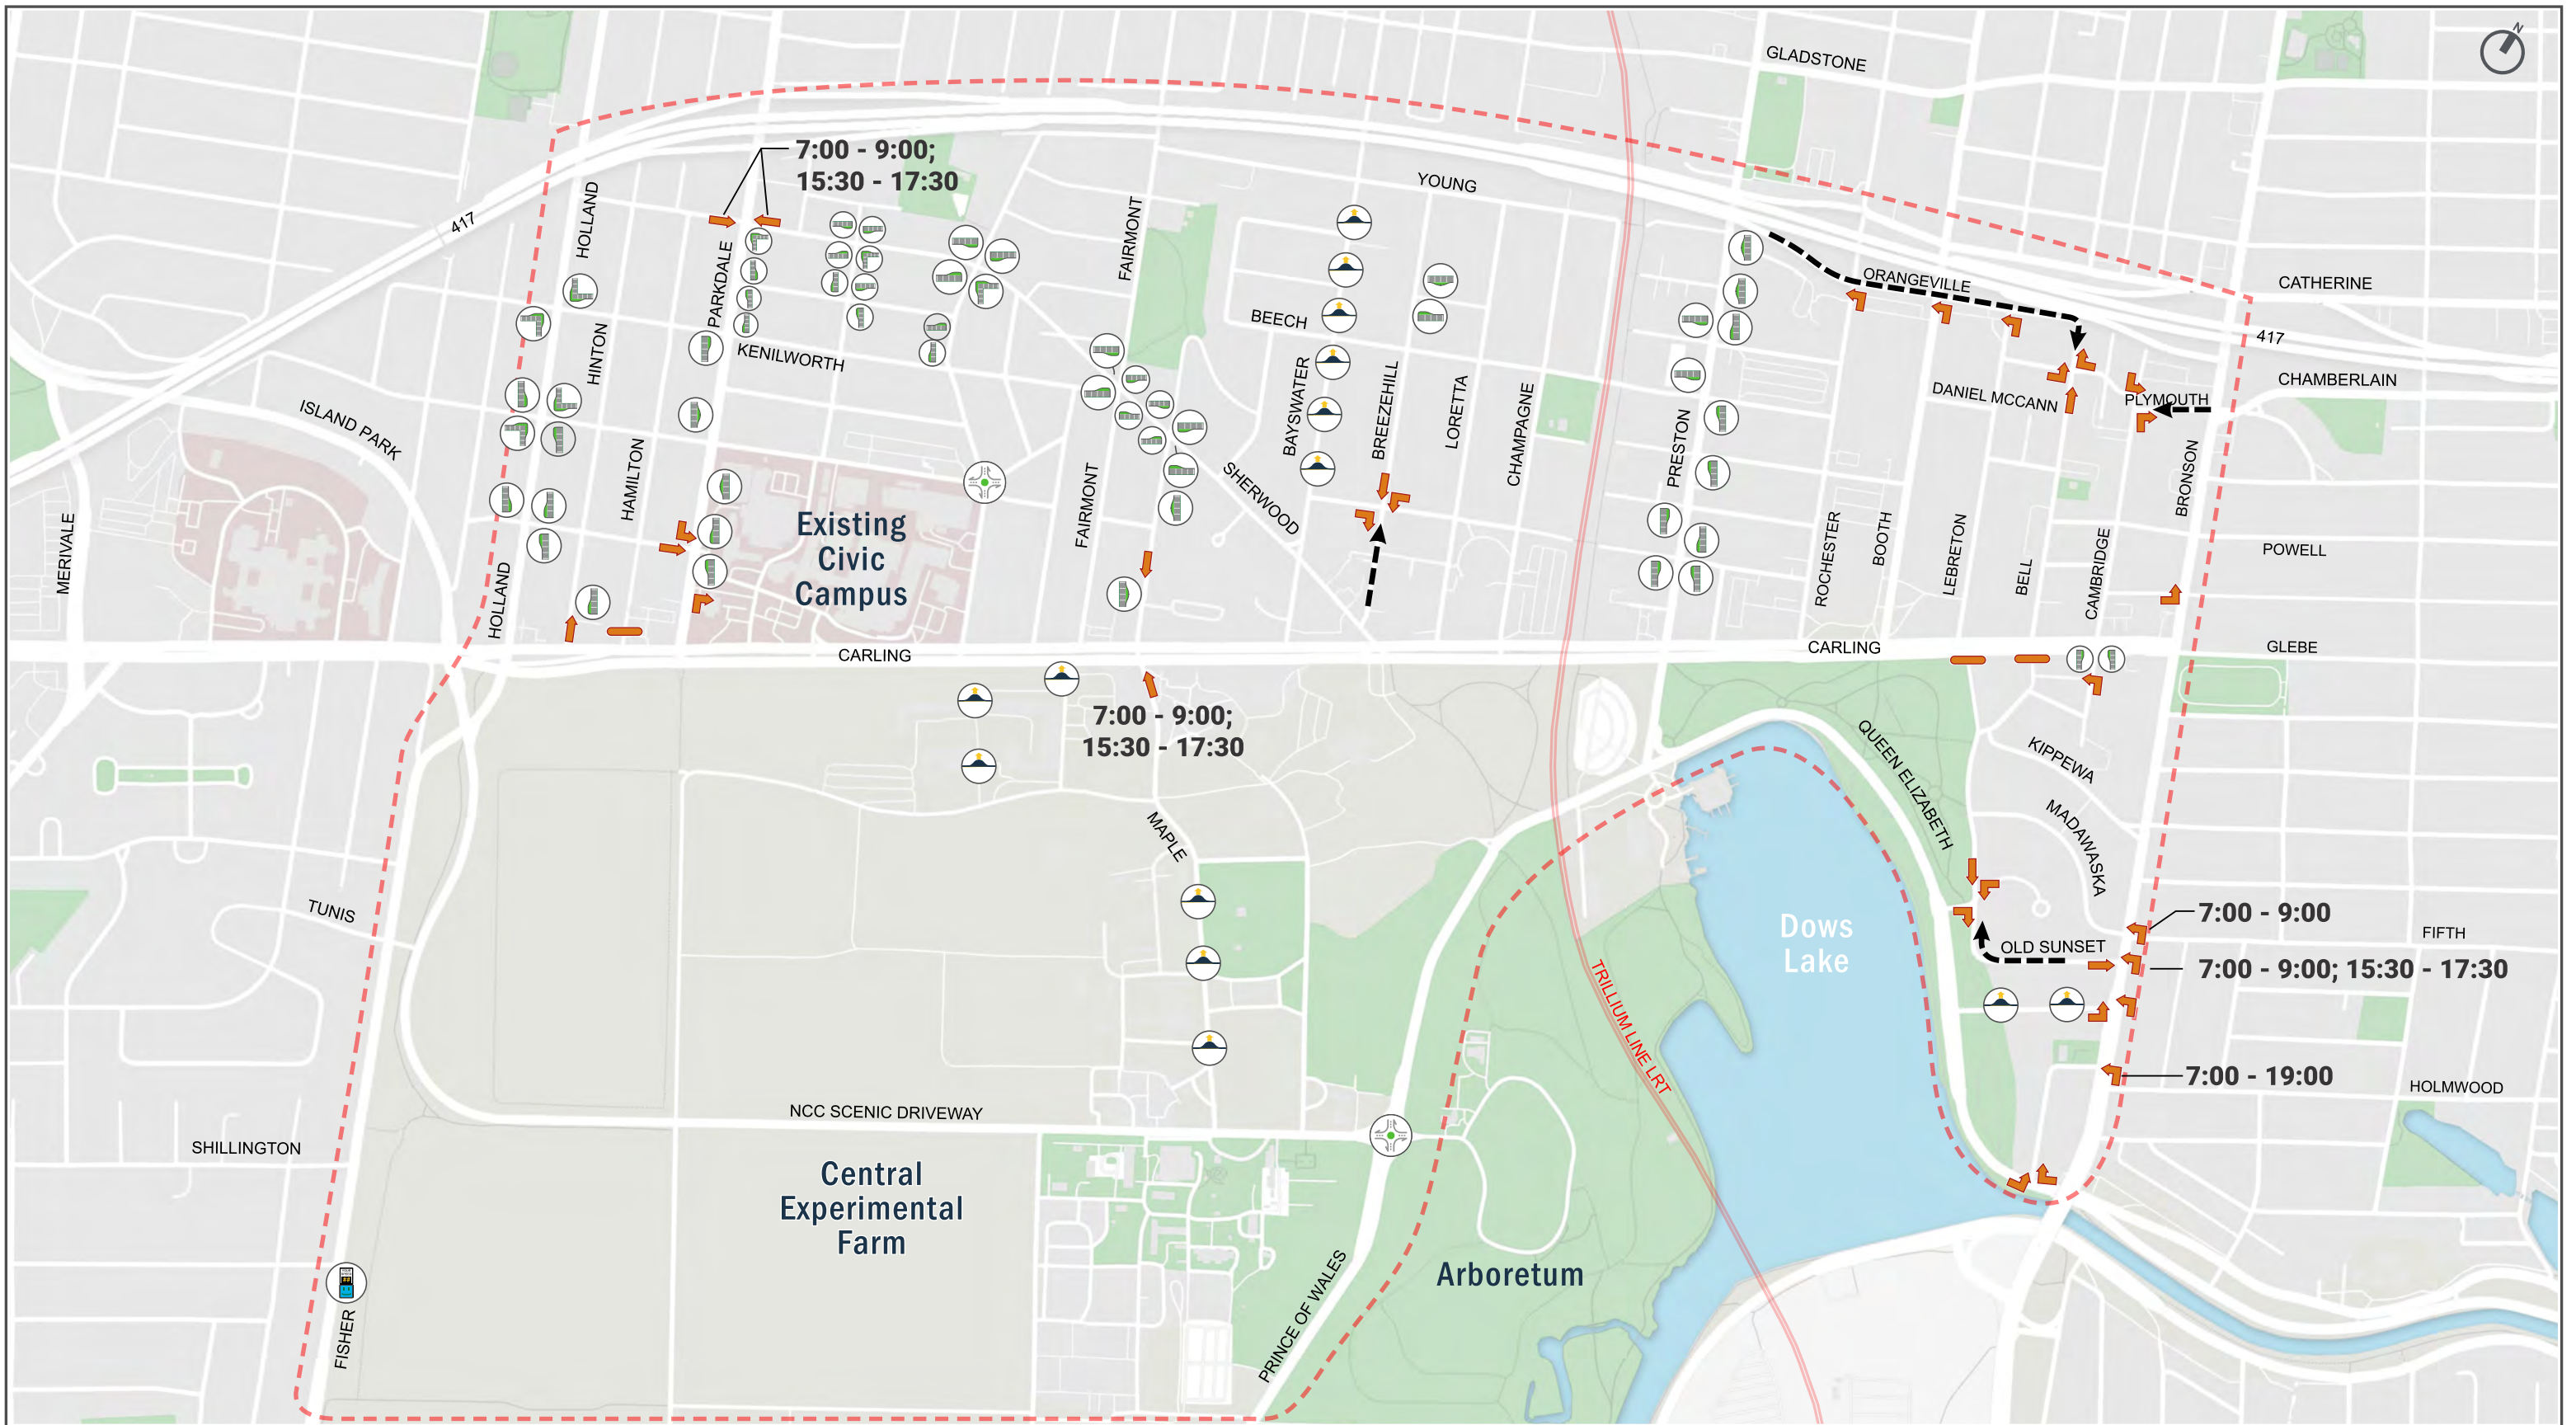 N
GLADSTONE
7:00 - 9:00;
15:30 - 17:30
YOUNG
417
HOLLAND
FAIRMONT
PARKDALE
ORANGEVILLE
CATHERINE
417
BEECH
HINTON
KENILWORTH
CHAMBERLAIN
DANIEL MCCANN
PLYMOUTH
ISLAND PARK
BAYSWATER
BREEZEHILL
LORETTA
CHAMPAGNE
PRESTON
BRONSON
HAMILTON
SHERWOOD
FAIRMONT
MERIVALE
Existing
Civic
Campus
ROCHESTER
BOOTH
LEBRETON
BELL
CAMBRIDGE
POWELL
HOLLAND
CARLING
CARLING
GLEBE
7:00 - 9:00;
15:30 - 17:30
QUEEN ELIZABETH
KIPPEWA
MADAWASKA
MAPLE
TUNIS
7:00 - 9:00
FIFTH
Dows
Lake
OLD SUNSET
7:00 - 9:00; 15:30 - 17:30
TRILLIUM LINE LRT
7:00 - 19:00
HOLMWOOD
NCC SCENIC DRIVEWAY
SHILLINGTON
Central
Experimental
Farm
Arboretum
PRINCE OF WALES
FISHER